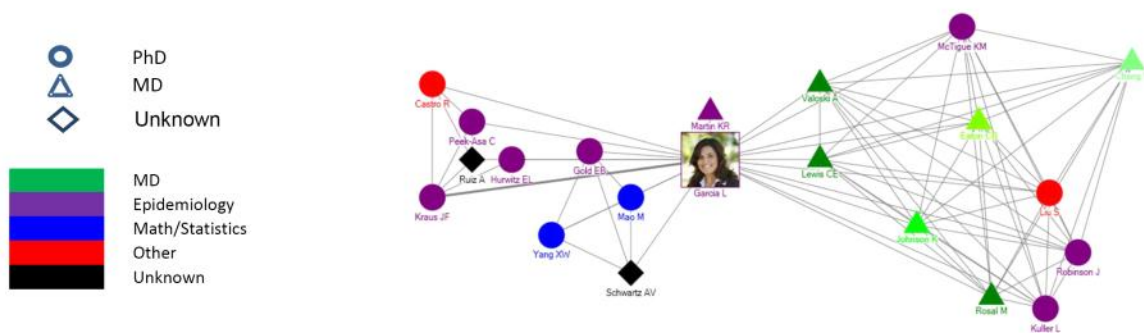 PhD
MD
Unknown
MD
Epidemiology
Math/Statistics
Other
Unknown
Castro R
Peek-Asa C
Ruiz A
Hurwitz EL
Kraus JF
Gold EB
Mao M
Yang XW
Schwartz AV
Martin KR
Garcia L
McTigue KM
Valoski A
Lewis CE
Johnson K
Liu S
Robinson J
Rosal M
Kuller L